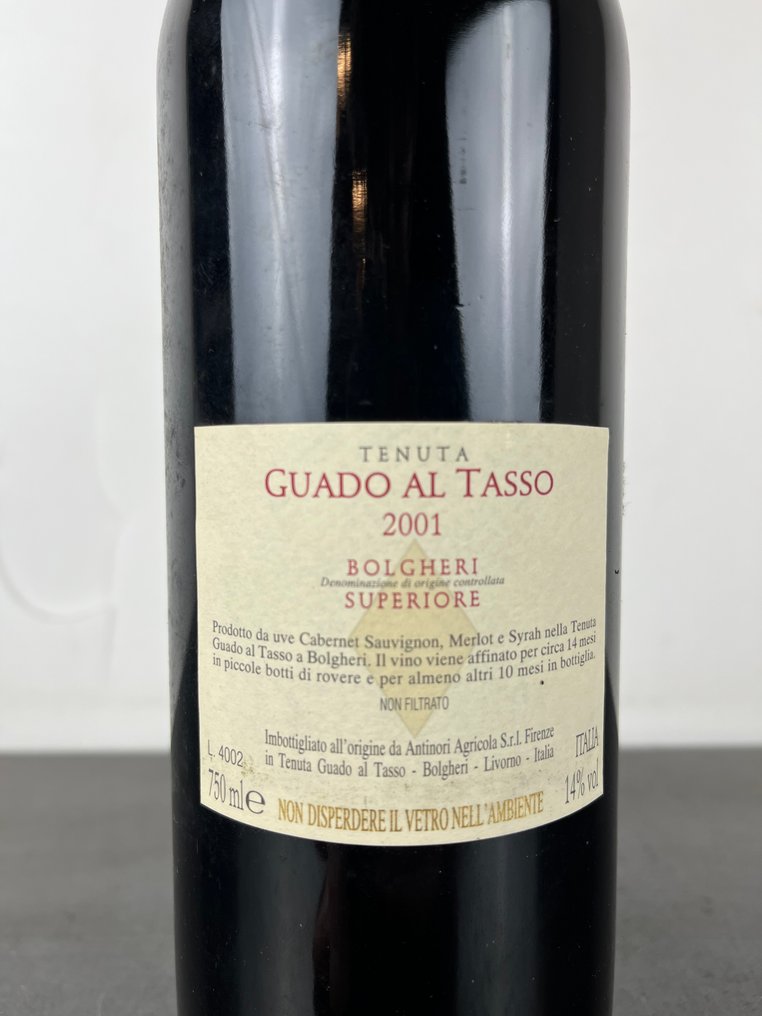 TENUTA
GUADO AL TASSO
2001
BOLGHERI
Denominazione di origine controllata
SUPERIORE
Prodotto da uve Cabernet Sauvignon, Merlot e Syrah nella Tenuta
Guado al Tasso a Bolgheri. Il vino viene affinato per circa 14 mesi
in piccole botti di rovere e per almeno altri 10 mesi in bottiglia.
NON FILTRATO
Imbottigliato all'origine da Antinori Agricola S.r.l. Firenze
in Tenuta Guado al Tasso - Bolgheri - Livorno - Italia
ITALIA
L. 4002
750 ml e
NON DISPERDERE IL VETRO NELL'AMBIENTE
14% vol